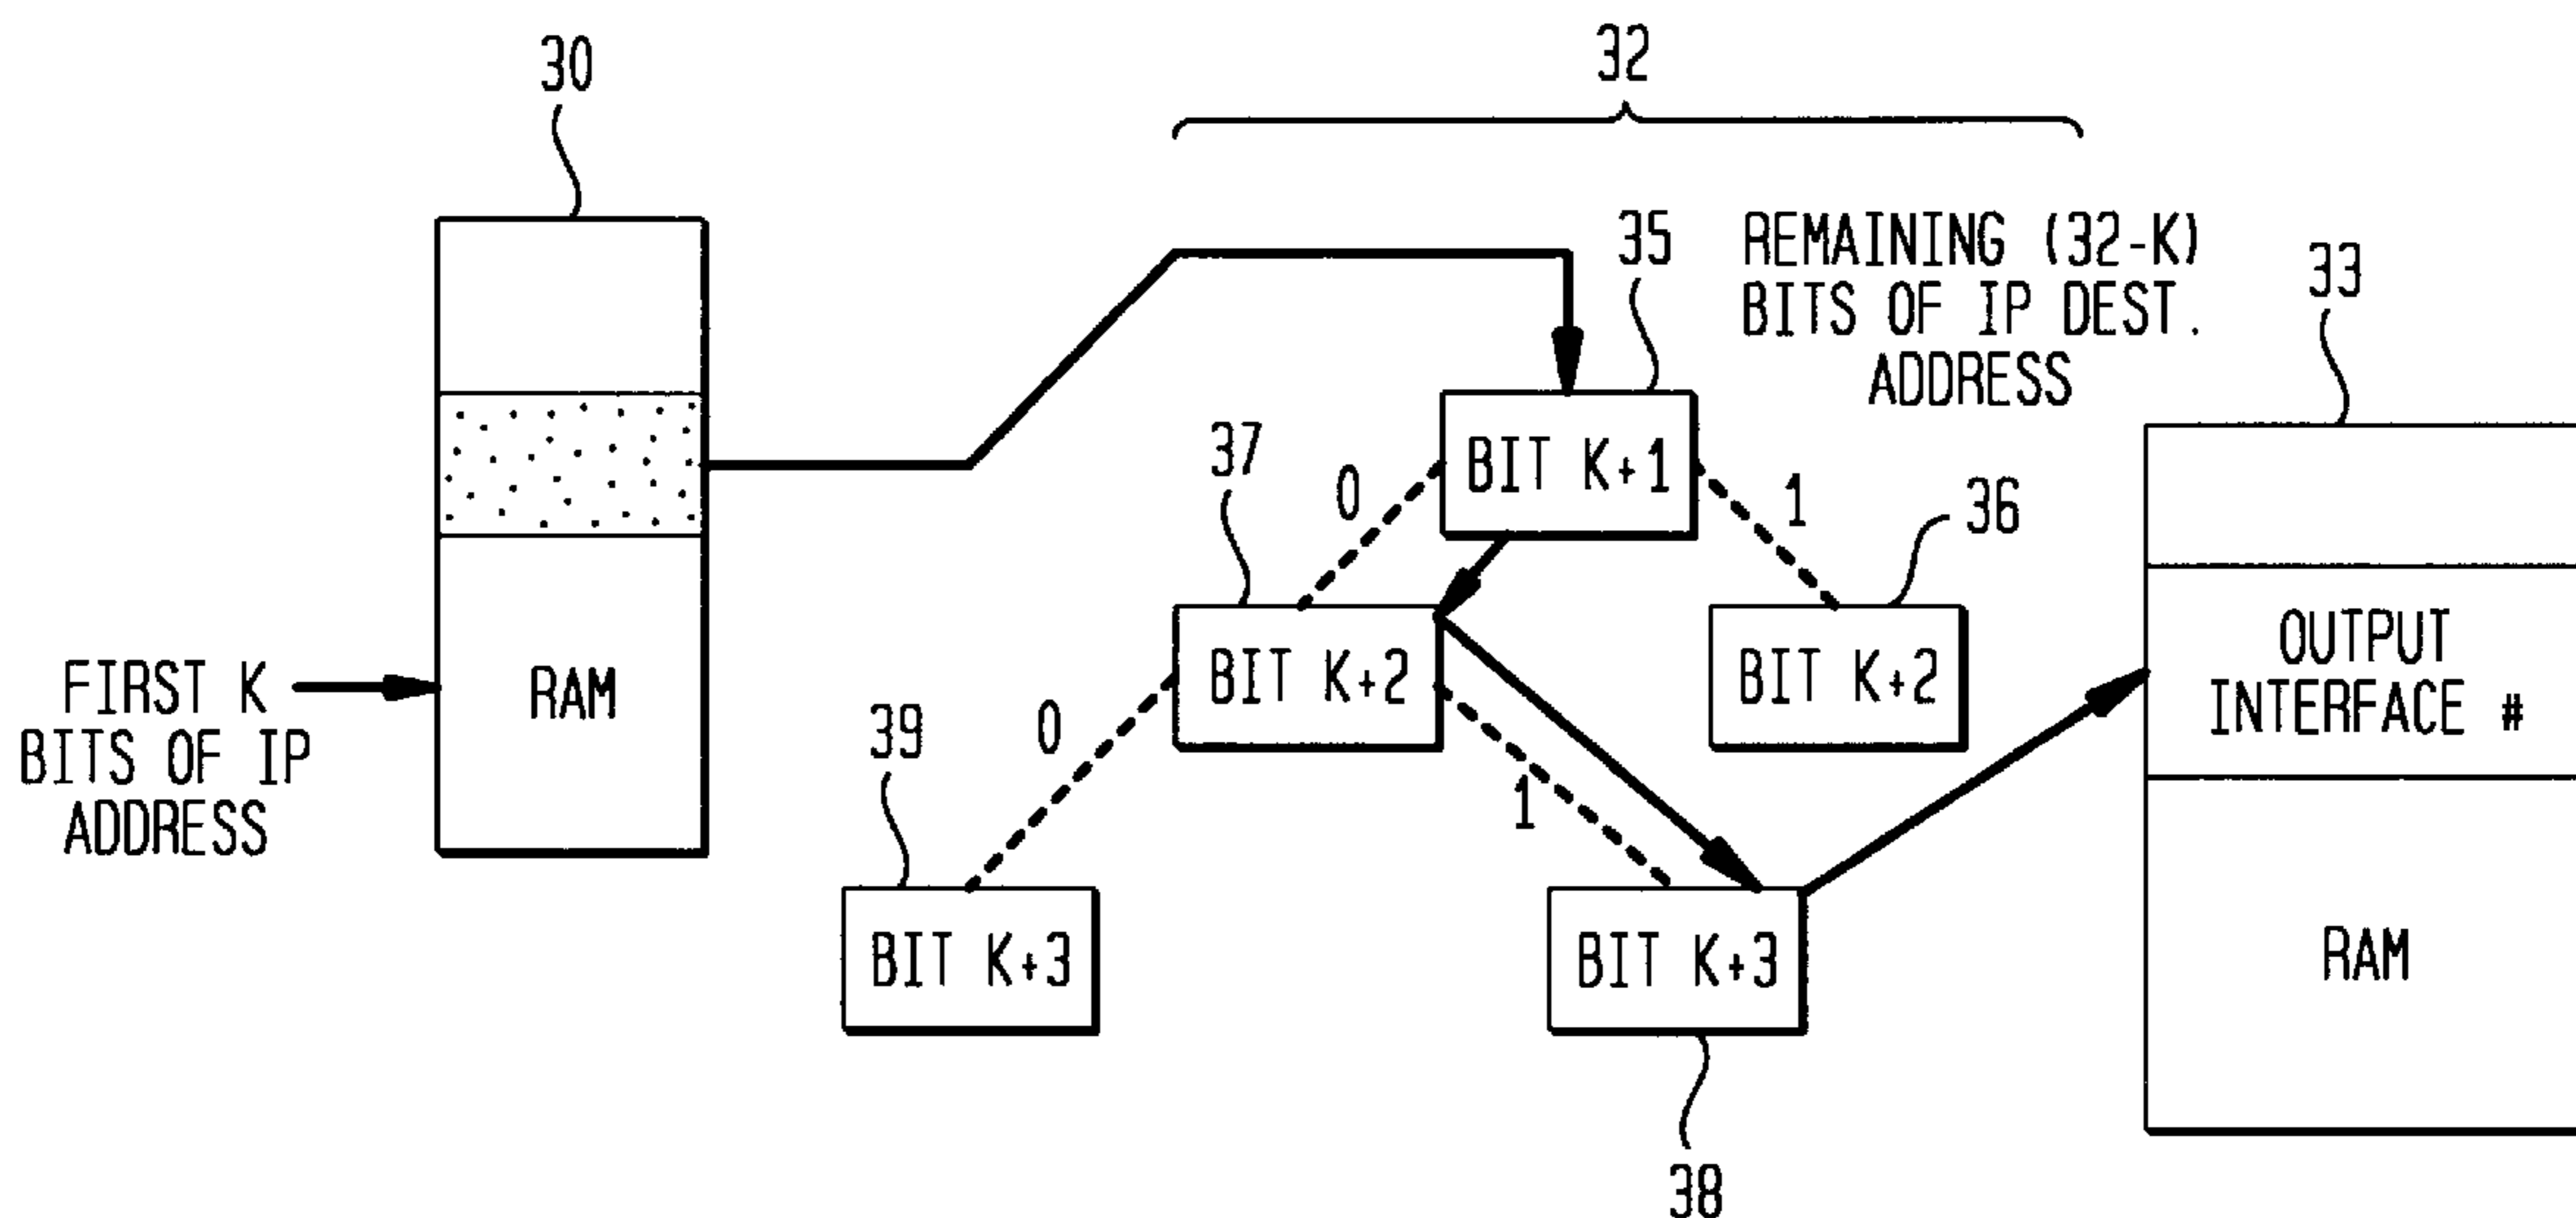 30
32
35
REMAINING (32-K)
BITS OF IP DEST.
ADDRESS
33
37
0
BIT K+1
1
36
FIRST K
BITS OF IP
ADDRESS
RAM
39
0
BIT K+2
1
BIT K+2
OUTPUT
INTERFACE #
BIT K+3
BIT K+3
RAM
38